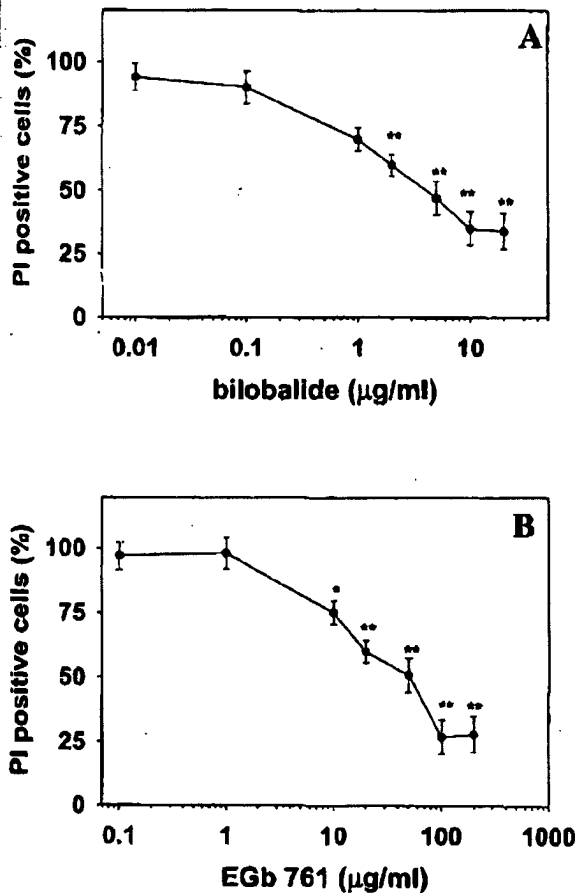 A
PI positive cells (%)
100
75
50
25
0
** ** ** **
0.01 0.1 1 10
bilobalide (μg/ml)
B
PI positive cells (%)
100
75
50
25
0
* ** ** ** **
0.1 1 10 100 1000
EGb 761 (μg/ml)